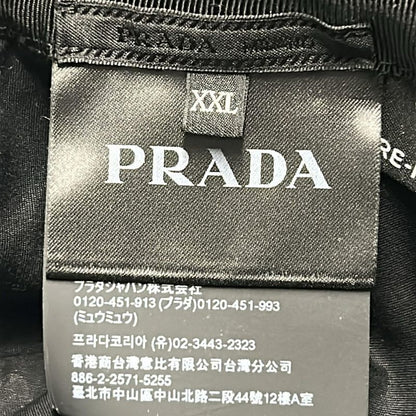 PRADA
XXL
PRADA
RE-
プラダジャパン株式会社
0120-451-913 (プラダ)0120-451-993
(ミュウミュウ)
프라다코리아 (유) 02-3443-2323
香港商台灣意比有限公司台灣分公司
886-2-2571-5255
臺北市中山區中山北路二段44號12樓A室